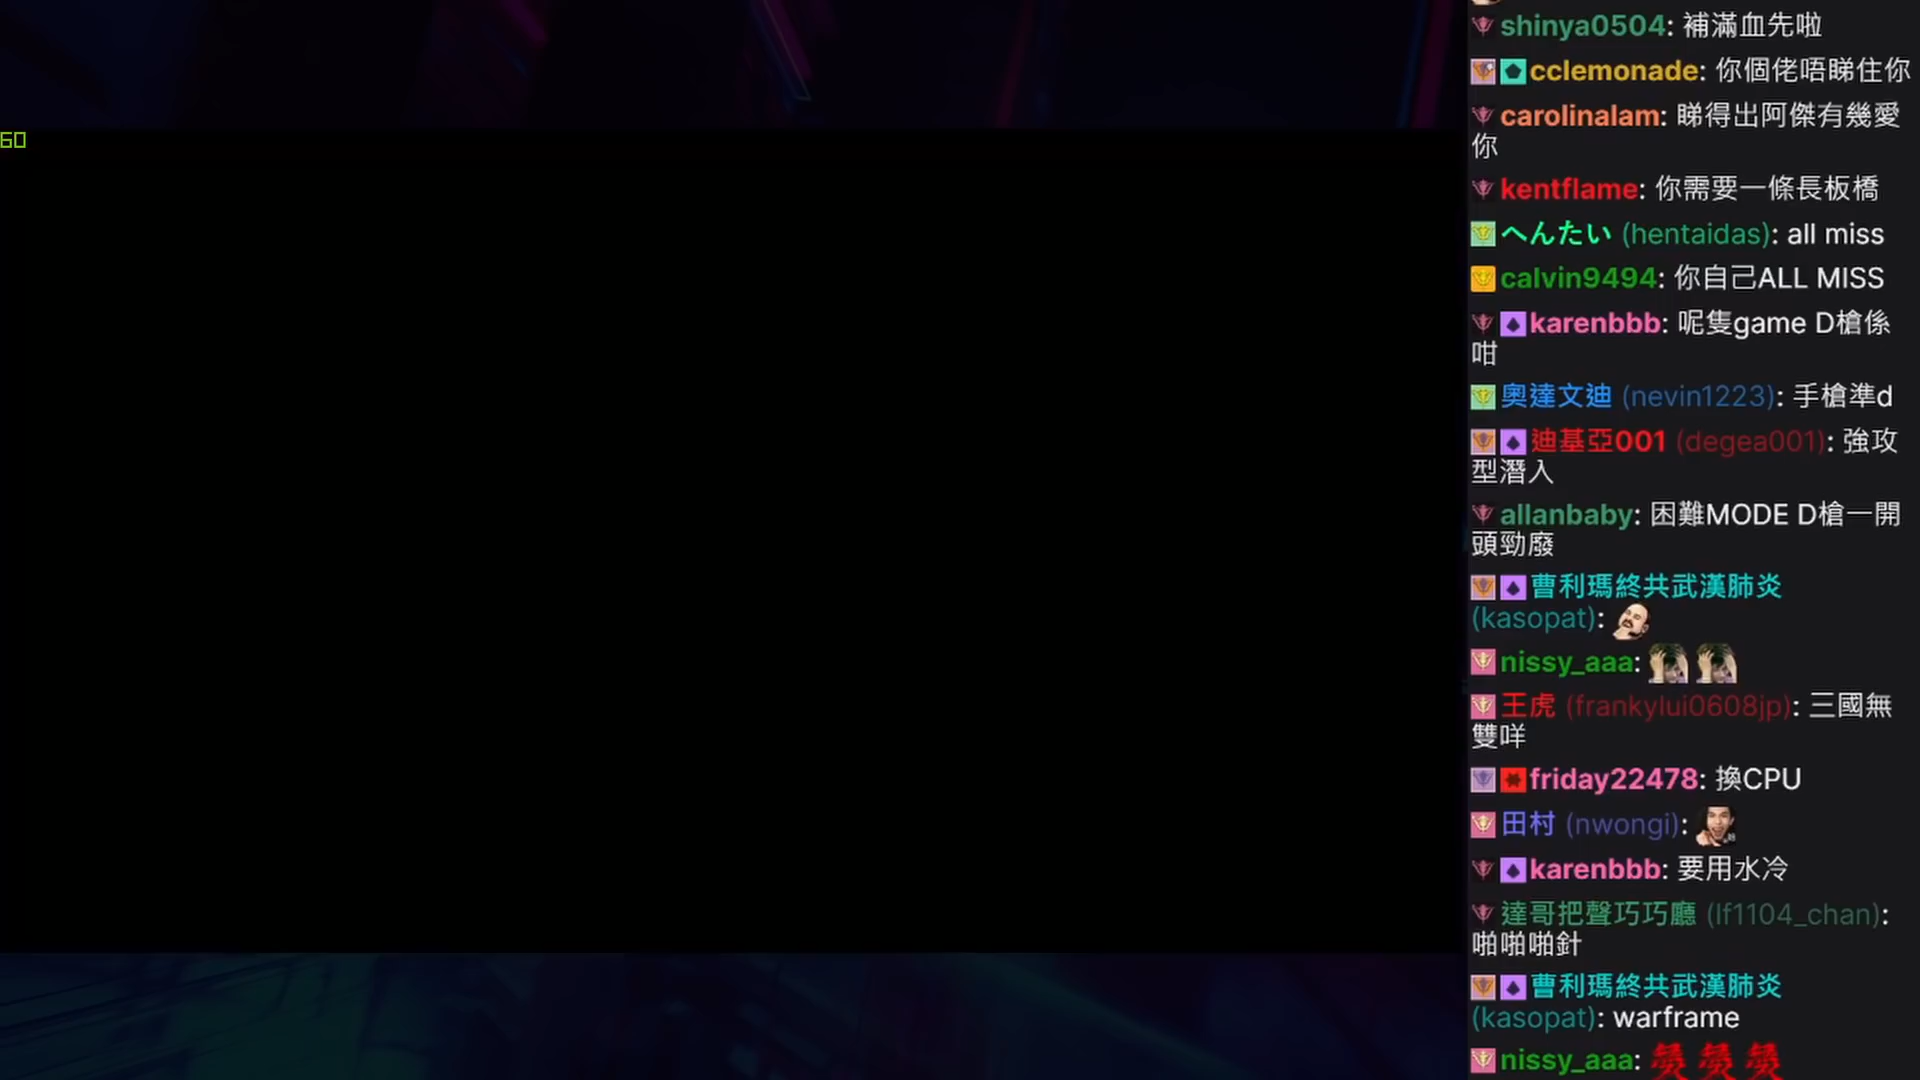 60
shinya0504: 補滿血先啦
cclemonade: 你個佬唔睇住你
carolinalam: 睇得出阿傑有幾愛
你
kentflame: 你需要一條長板橋
へんたい (hentaidas): all miss
calvin9494: 你自己ALL MISS
karenbbb: 呢隻game D槍係
咁
奧達文迪 (nevin1223): 手槍準d
迪基亞001 (degea001): 強攻
型潛入
allanbaby: 困難MODE D槍一開
頭勁廢
曹利瑪終共武漢肺炎
(kasopat):
nissy_aaa:
王虎 (frankylui0608jp): 三國無
雙咩
friday22478: 換CPU
田村 (nwongi):
karenbbb: 要用水冷
達哥把聲巧巧廳 (lf1104_chan):
啪啪啪針
曹利瑪終共武漢肺炎
(kasopat): warframe
nissy_aaa: